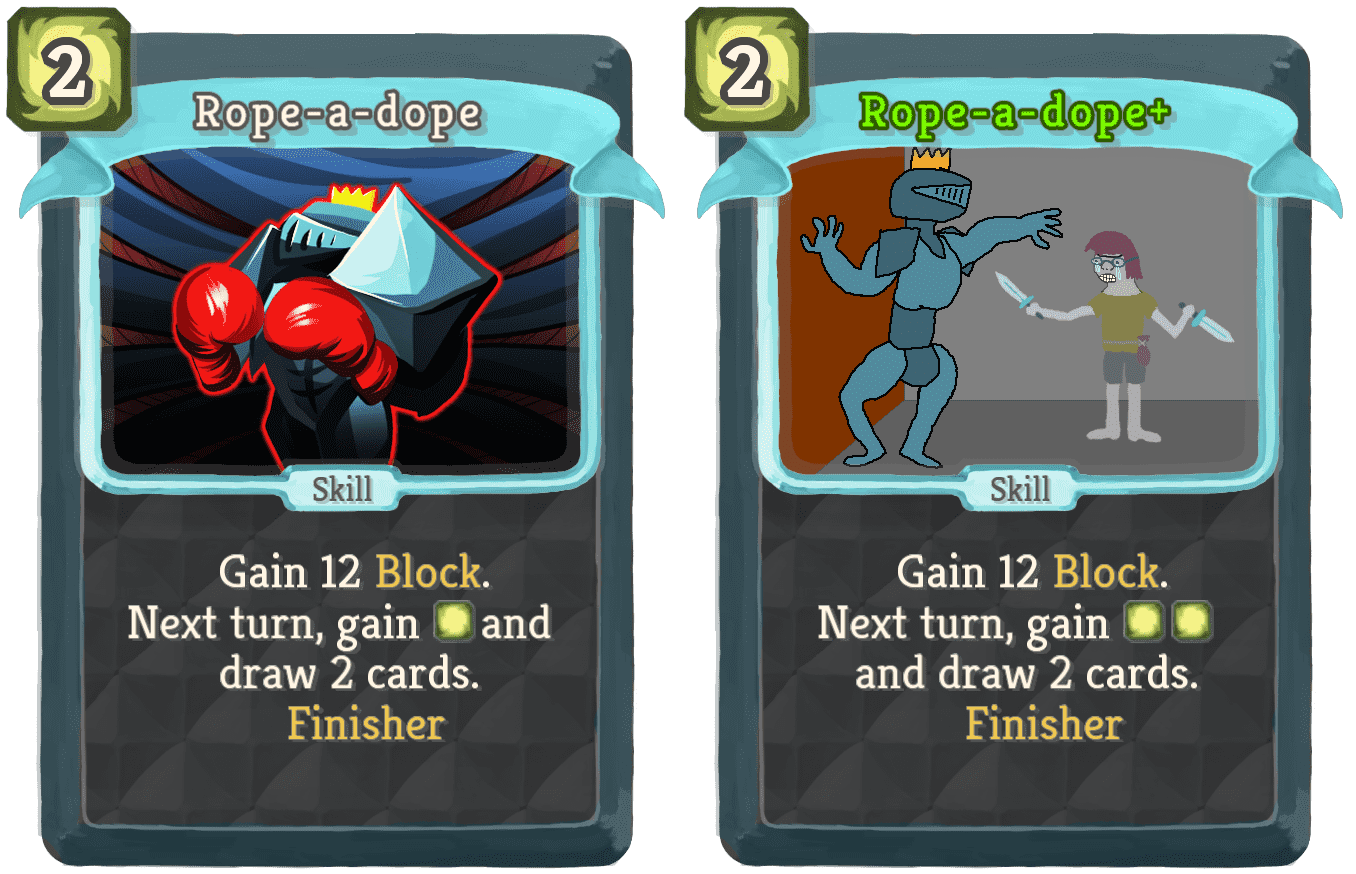 2
Rope-a-dope
Skill
Gain 12 Block.
Next turn, gain and
draw 2 cards.
Finisher
2
Rope-a-dope+
Skill
Gain 12 Block.
Next turn, gain
and draw 2 cards.
Finisher